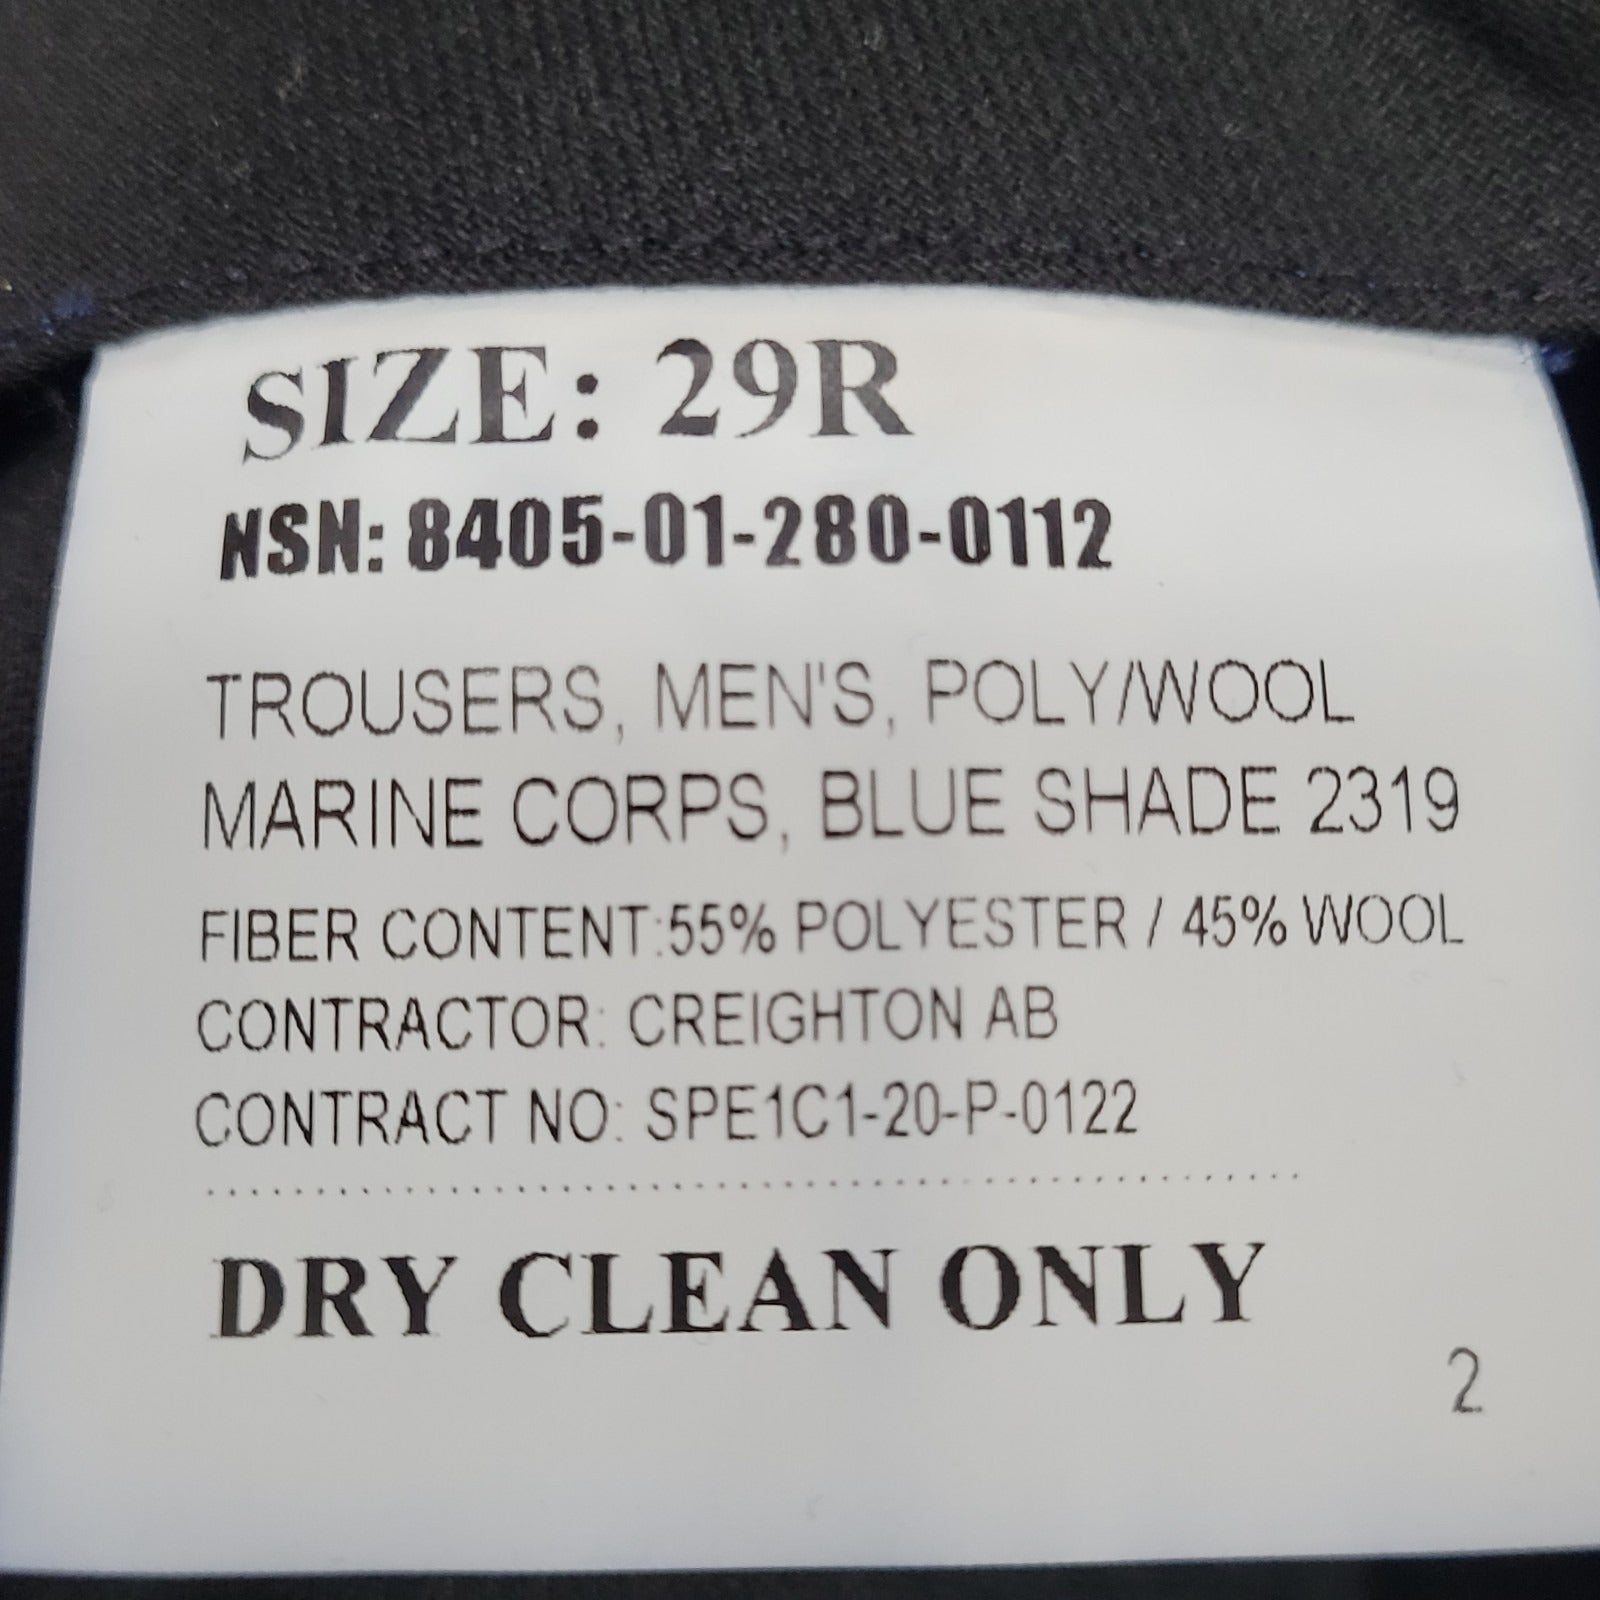 SIZE: 29R
NSN: 8405-01-280-0112
TROUSERS, MEN'S, POLY/WOOL
MARINE CORPS, BLUE SHADE 2319
FIBER CONTENT:55% POLYESTER / 45% WOOL
CONTRACTOR: CREIGHTON AB
CONTRACT NO: SPE1C1-20-P-0122
DRY CLEAN ONLY
2